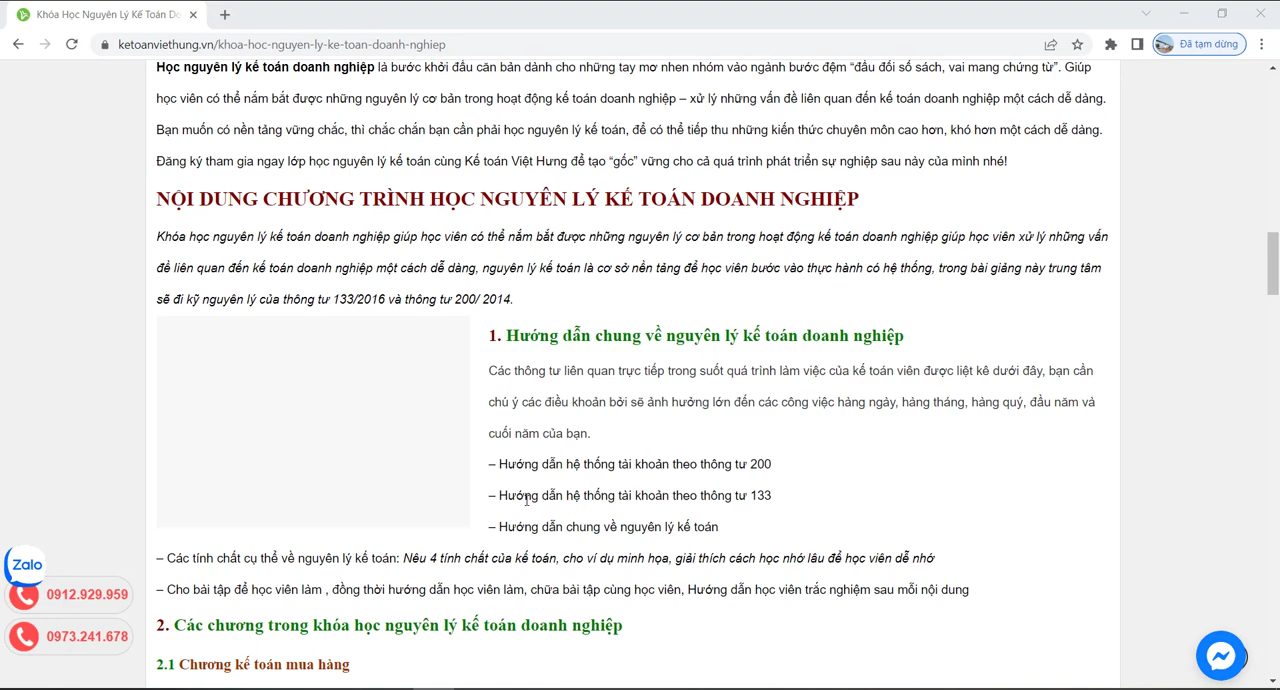 Khóa Học Nguyên Lý Kế Toán Do
ketoanviethung.vn/khoa-hoc-nguyen-ly-ke-toan-doanh-nghiep
Đã tạm dừng
Học nguyên lý kế toán doanh nghiệp là bước khởi đầu căn bản dành cho những tay mơ nhen nhóm vào ngành bước đệm “đầu đối số sách, vai mang chứng từ”. Giúp
học viên có thể nắm bắt được những nguyên lý cơ bản trong hoạt động kế toán doanh nghiệp – xử lý những vấn đề liên quan đến kế toán doanh nghiệp một cách dễ dàng.
Bạn muốn có nền tảng vững chắc, thì chắc chắn bạn cần phải học nguyên lý kế toán, để có thể tiếp thu những kiến thức chuyên môn cao hơn, khó hơn một cách dễ dàng.
Đăng ký tham gia ngay lớp học nguyên lý kế toán cùng Kế toán Việt Hưng để tạo “gốc” vững cho cả quá trình phát triển sự nghiệp sau này của mình nhé!
NỘI DUNG CHƯƠNG TRÌNH HỌC NGUYÊN LÝ KẾ TOÁN DOANH NGHIỆP
Khóa học nguyên lý kế toán doanh nghiệp giúp học viên có thể nắm bắt được những nguyên lý cơ bản trong hoạt động kế toán doanh nghiệp giúp học viên xử lý những vấn
đề liên quan đến kế toán doanh nghiệp một cách dễ dàng, nguyên lý kế toán là cơ sở nền tảng để học viên bước vào thực hành có hệ thống, trong bài giảng này trung tâm
sẽ đi kỹ nguyên lý của thông tư 133/2016 và thông tư 200/ 2014.
1. Hướng dẫn chung về nguyên lý kế toán doanh nghiệp
Các thông tư liên quan trực tiếp trong suốt quá trình làm việc của kế toán viên được liệt kê dưới đây, bạn cần
chú ý các điều khoản bởi sẽ ảnh hưởng lớn đến các công việc hàng ngày, hàng tháng, hàng quý, đầu năm và
cuối năm của bạn.
– Hướng dẫn hệ thống tài khoản theo thông tư 200
– Hướng dẫn hệ thống tài khoản theo thông tư 133
– Hướng dẫn chung về nguyên lý kế toán
– Các tính chất cụ thể về nguyên lý kế toán: Nêu 4 tính chất của kế toán, cho ví dụ minh họa, giải thích cách học nhớ lâu để học viên dễ nhớ
– Cho bài tập để học viên làm , đồng thời hướng dẫn học viên làm, chữa bài tập cùng học viên, Hướng dẫn học viên trắc nghiệm sau mỗi nội dung
2. Các chương trong khóa học nguyên lý kế toán doanh nghiệp
2.1 Chương kế toán mua hàng
Zalo
0912.929.959
0973.241.678